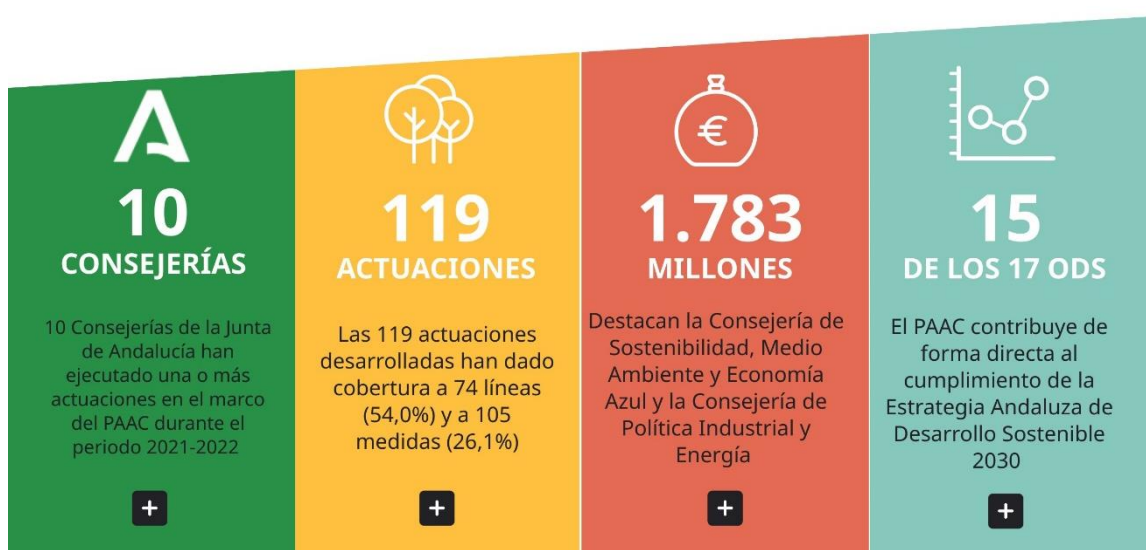 10
CONSEJERÍAS
10 Consejerías de la Junta
de Andalucía han
ejecutado una o más
actuaciones en el marco
del PAAC durante el
periodo 2021-2022
119
ACTUACIONES
Las 119 actuaciones
desarrolladas han dado
cobertura a 74 líneas
(54,0%) y a 105
medidas (26,1%)
€
1.783
MILLONES
Destacan la Consejería de
Sostenibilidad, Medio
Ambiente y Economía
Azul y la Consejería de
Política Industrial y
Energía
15
DE LOS 17 ODS
El PAAC contribuye de
forma directa al
cumplimiento de la
Estrategia Andaluza de
Desarrollo Sostenible
2030